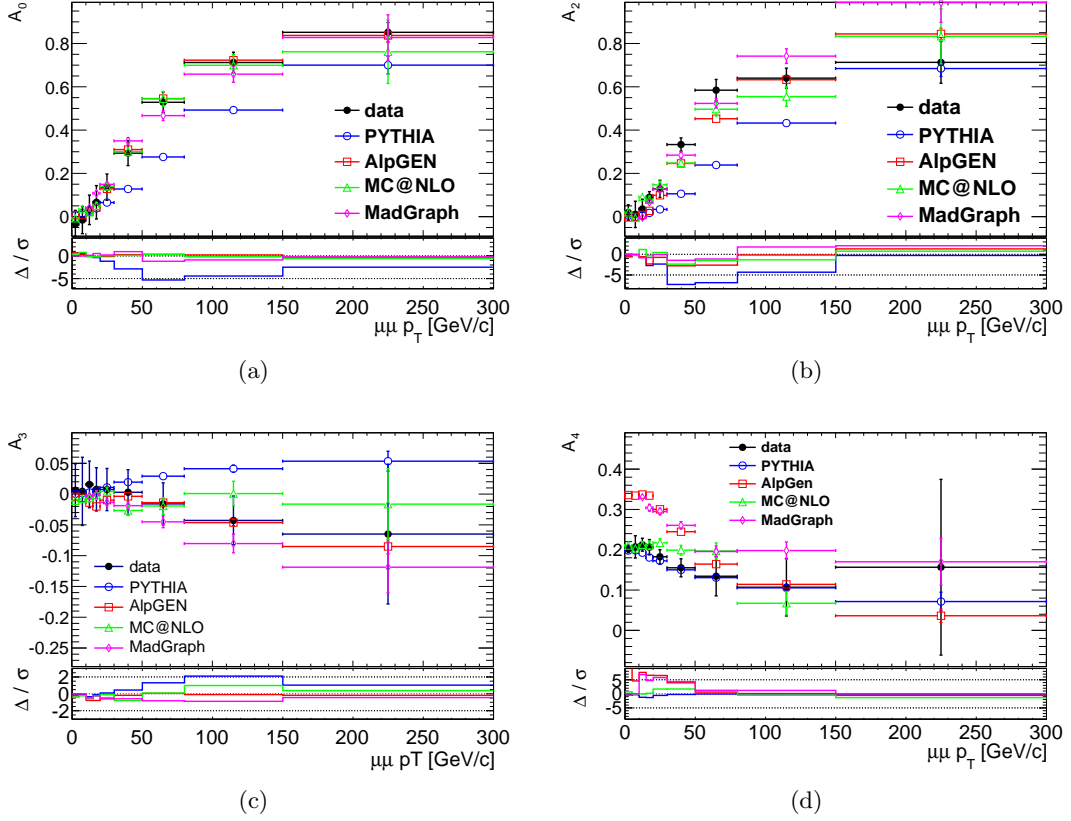 A0
0.8
0.6
0.4
0.2
0
data
PYTHIA
AlpGEN
MC@NLO
MadGraph
Δ / σ
0
-5
0 50 100 150 200 250 300
μμ pT [GeV/c]
(a)
A2
0.8
0.6
0.4
0.2
0
data
PYTHIA
AlpGEN
MC@NLO
MadGraph
Δ / σ
0
-5
0 50 100 150 200 250 300
μμ pT [GeV/c]
(b)
A3
0.05
0
-0.05
-0.1
-0.15
-0.2
-0.25
data
PYTHIA
AlpGEN
MC@NLO
MadGraph
Δ / σ
2
0
-2
0 50 100 150 200 250 300
μμ pT [GeV/c]
(c)
A4
0.4
0.3
0.2
0.1
0
data
PYTHIA
AlpGen
MC@NLO
MadGraph
Δ / σ
5
0
-5
0 50 100 150 200 250 300
μμ pT [GeV/c]
(d)